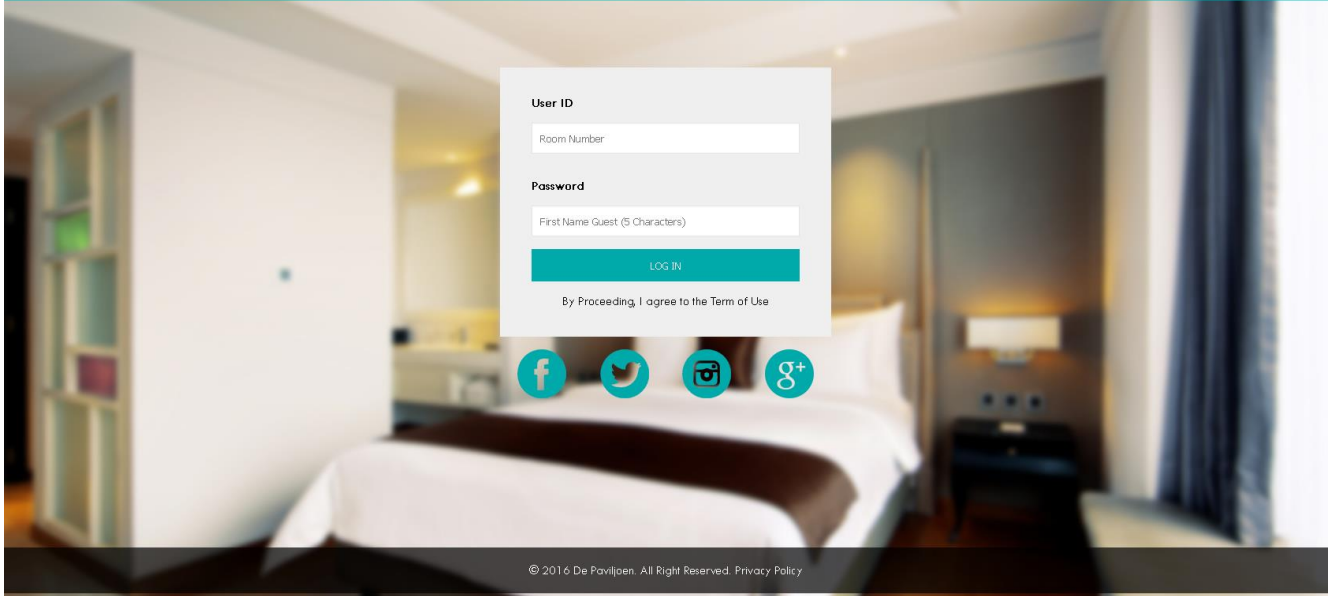 User ID
Room Number
Password
First Name Guest (5 Characters)
LOG IN
By Proceeding, I agree to the Term of Use
f
g+
© 2016 De Paviljoen. All Right Reserved. Privacy Policy